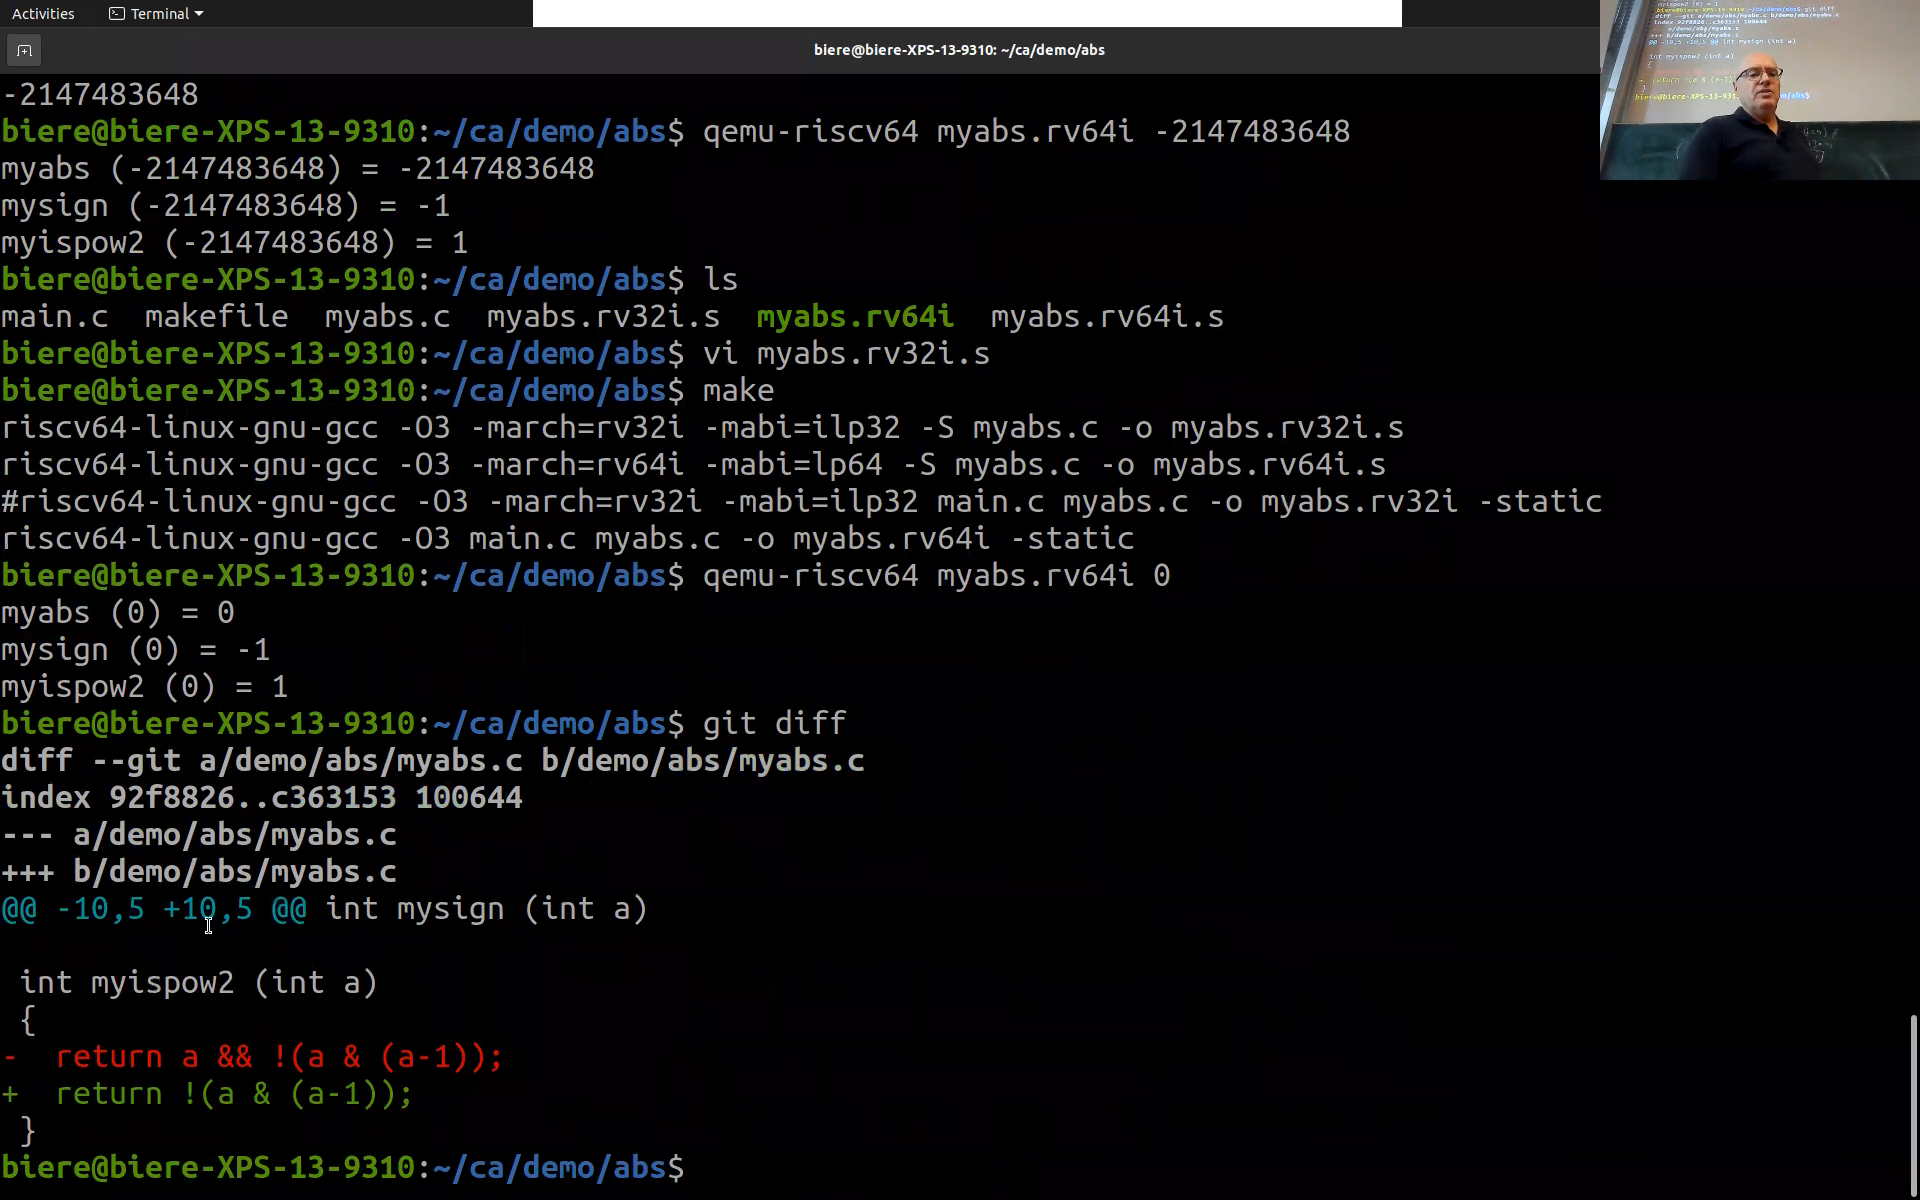 Activities Terminal
biere@biere-XPS-13-9310: ~/ca/demo/abs
-2147483648
biere@biere-XPS-13-9310:~/ca/demo/abs$ qemu-riscv64 myabs.rv64i -2147483648
myabs (-2147483648) = -2147483648
mysign (-2147483648) = -1
myispow2 (-2147483648) = 1
biere@biere-XPS-13-9310:~/ca/demo/abs$ ls
main.c makefile myabs.c myabs.rv32i.s myabs.rv64i myabs.rv64i.s
biere@biere-XPS-13-9310:~/ca/demo/abs$ vi myabs.rv32i.s
biere@biere-XPS-13-9310:~/ca/demo/abs$ make
riscv64-linux-gnu-gcc -O3 -march=rv32i -mabi=ilp32 -S myabs.c -o myabs.rv32i.s
riscv64-linux-gnu-gcc -O3 -march=rv64i -mabi=lp64 -S myabs.c -o myabs.rv64i.s
#riscv64-linux-gnu-gcc -O3 -march=rv32i -mabi=ilp32 main.c myabs.c -o myabs.rv32i -static
riscv64-linux-gnu-gcc -O3 main.c myabs.c -o myabs.rv64i -static
biere@biere-XPS-13-9310:~/ca/demo/abs$ qemu-riscv64 myabs.rv64i 0
myabs (0) = 0
mysign (0) = -1
myispow2 (0) = 1
biere@biere-XPS-13-9310:~/ca/demo/abs$ git diff
diff --git a/demo/abs/myabs.c b/demo/abs/myabs.c
index 92f8826..c363153 100644
--- a/demo/abs/myabs.c
+++ b/demo/abs/myabs.c
@@ -10,5 +10,5 @@ int mysign (int a)
int myispow2 (int a)
{
- return a && !(a & (a-1));
+ return !(a & (a-1));
}
biere@biere-XPS-13-9310:~/ca/demo/abs$